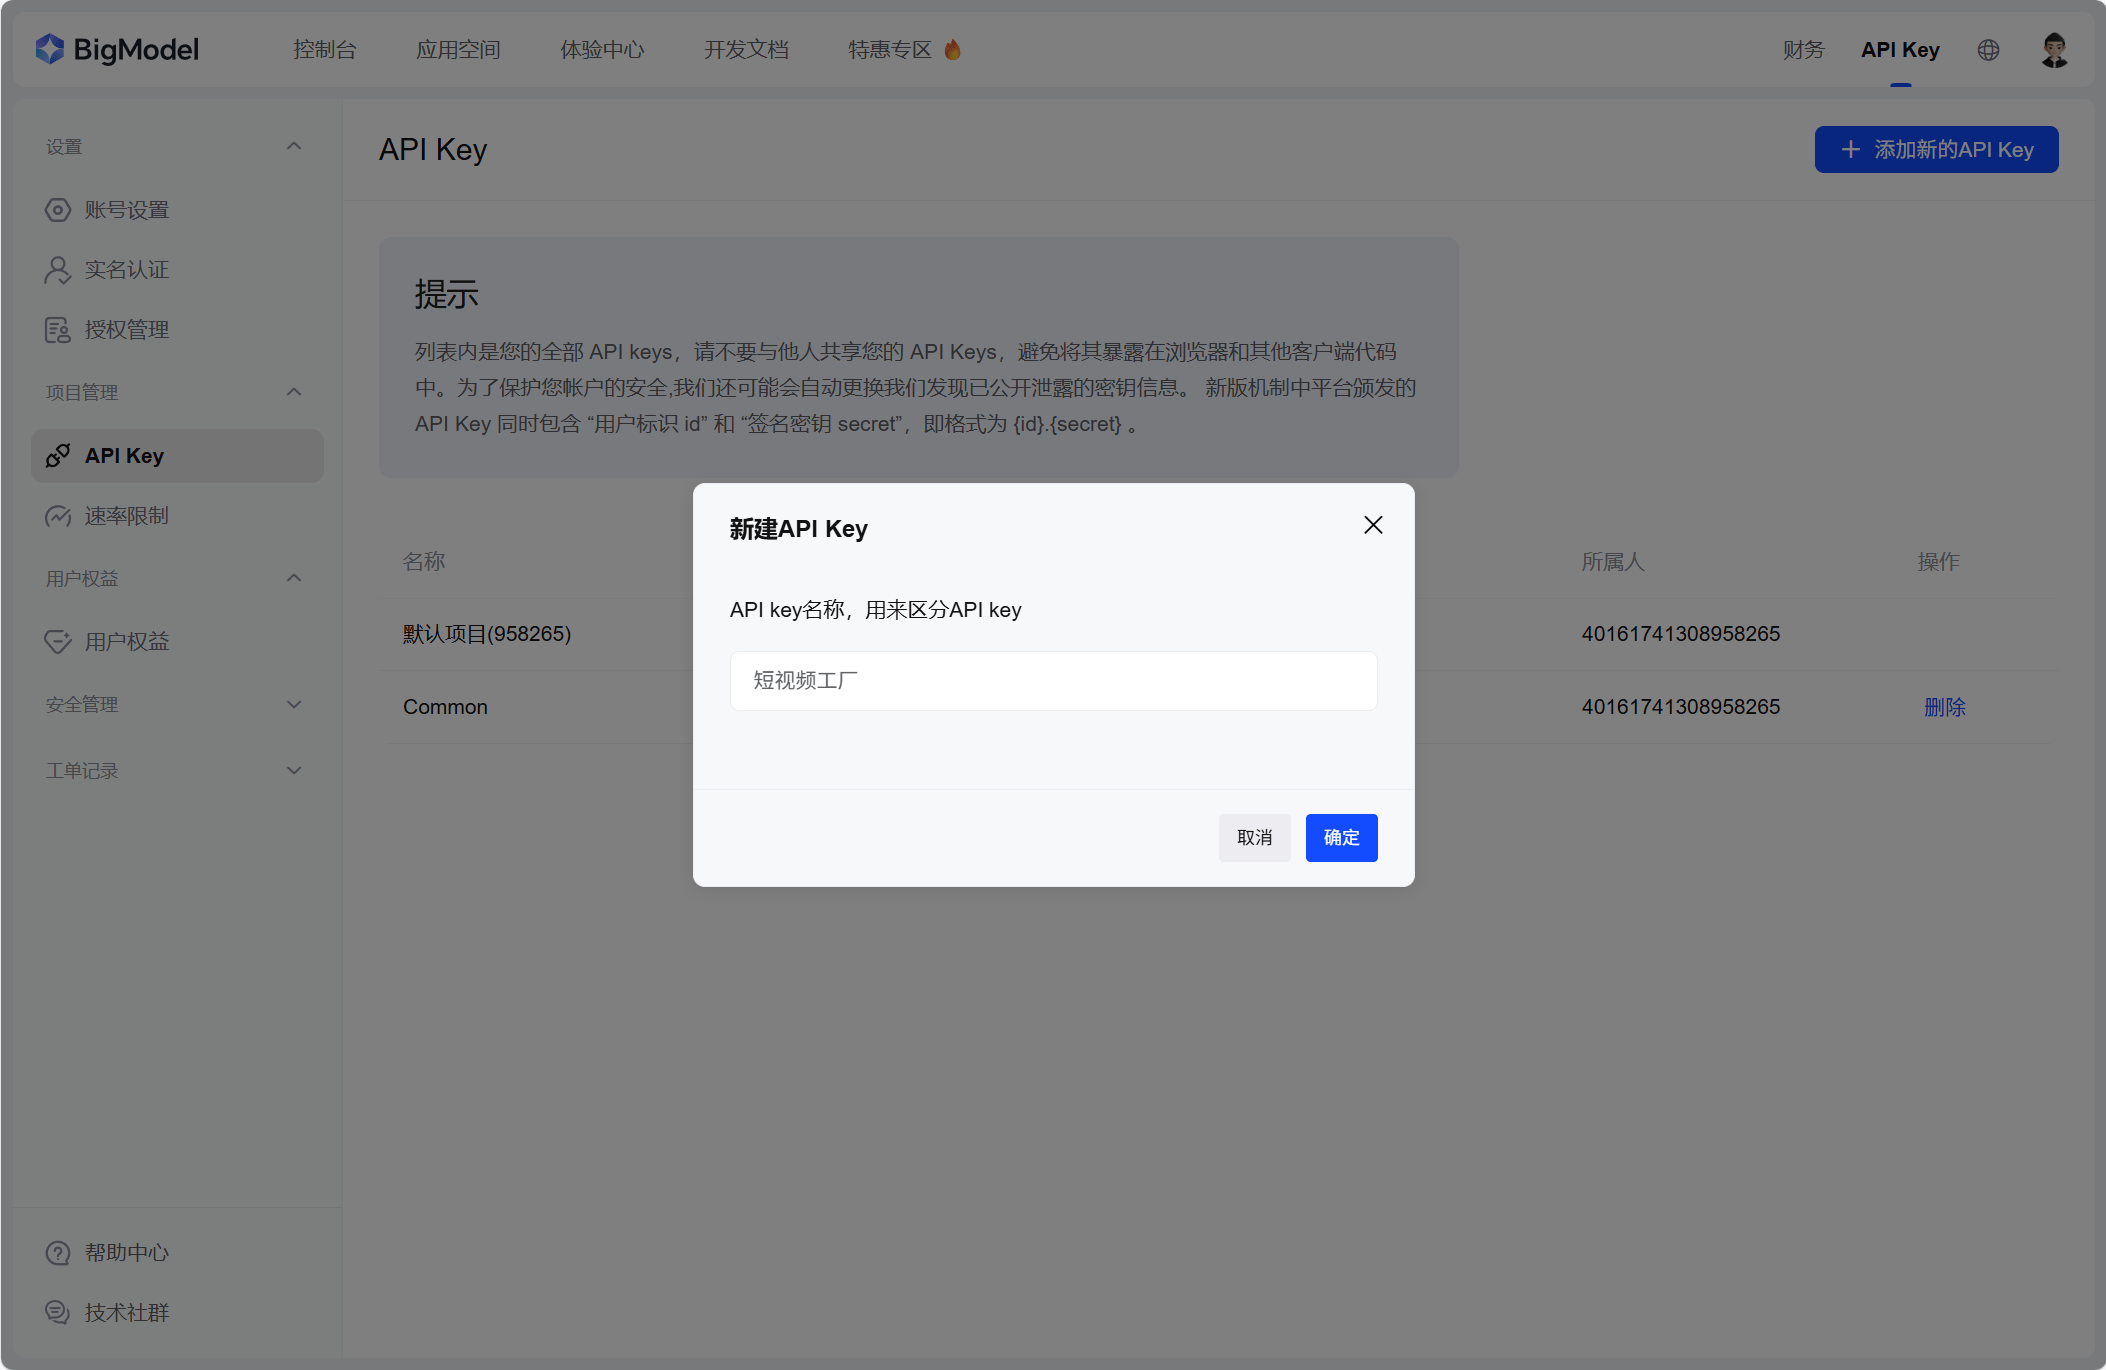 BigModel
控制台
应用空间
体验中心
开发文档
特惠专区
财务
API Key
设置
账号设置
实名认证
授权管理
项目管理
API Key
速率限制
用户权益
用户权益
安全管理
工单记录
帮助中心
技术社群
API Key
添加新的API Key
提示
列表内是您的全部 API keys，请不要与他人共享您的 API Keys，避免将其暴露在浏览器和其他客户端代码
中。为了保护您帐户的安全,我们还可能会自动更换我们发现已公开泄露的密钥信息。 新版机制中平台颁发的
API Key 同时包含 “用户标识 id” 和 “签名密钥 secret”，即格式为 {id}.{secret} 。
名称
所属人
操作
默认项目(958265)
40161741308958265
Common
40161741308958265
删除
新建API Key
API key名称，用来区分API key
短视频工厂
取消
确定